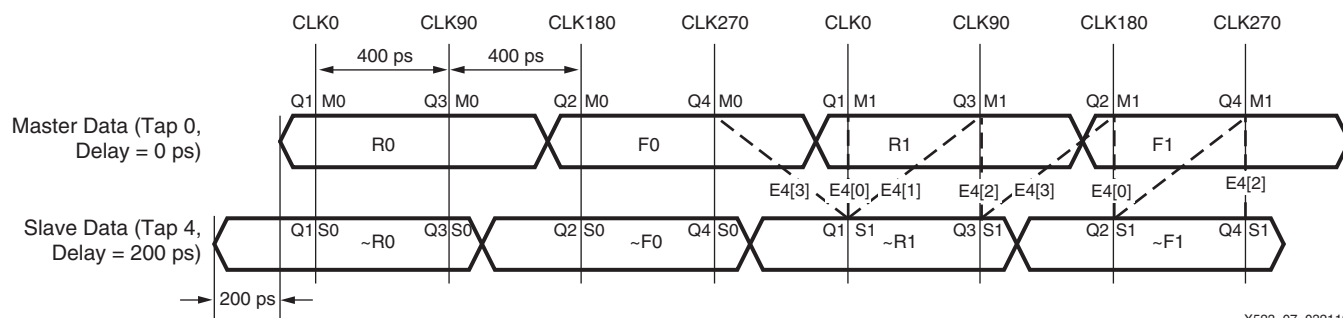 CLK0 CLK90 CLK180 CLK270 CLK0 CLK90 CLK180 CLK270
400 ps 400 ps
Q1 M0 Q3 M0 Q2 M0 Q4 M0 Q1 M1 Q3 M1 Q2 M1 Q4 M1
Master Data (Tap 0,
Delay = 0 ps)
R0 F0 R1 F1
E4[3] E4[0] E4[1] E4[2] E4[3] E4[0] E4[2]
Slave Data (Tap 4,
Delay = 200 ps)
Q1 S0 ~R0 Q3 S0 Q2 S0 ~F0 Q4 S0 Q1 S1 ~R1 Q3 S1 Q2 S1 ~F1 Q4 S1
200 ps